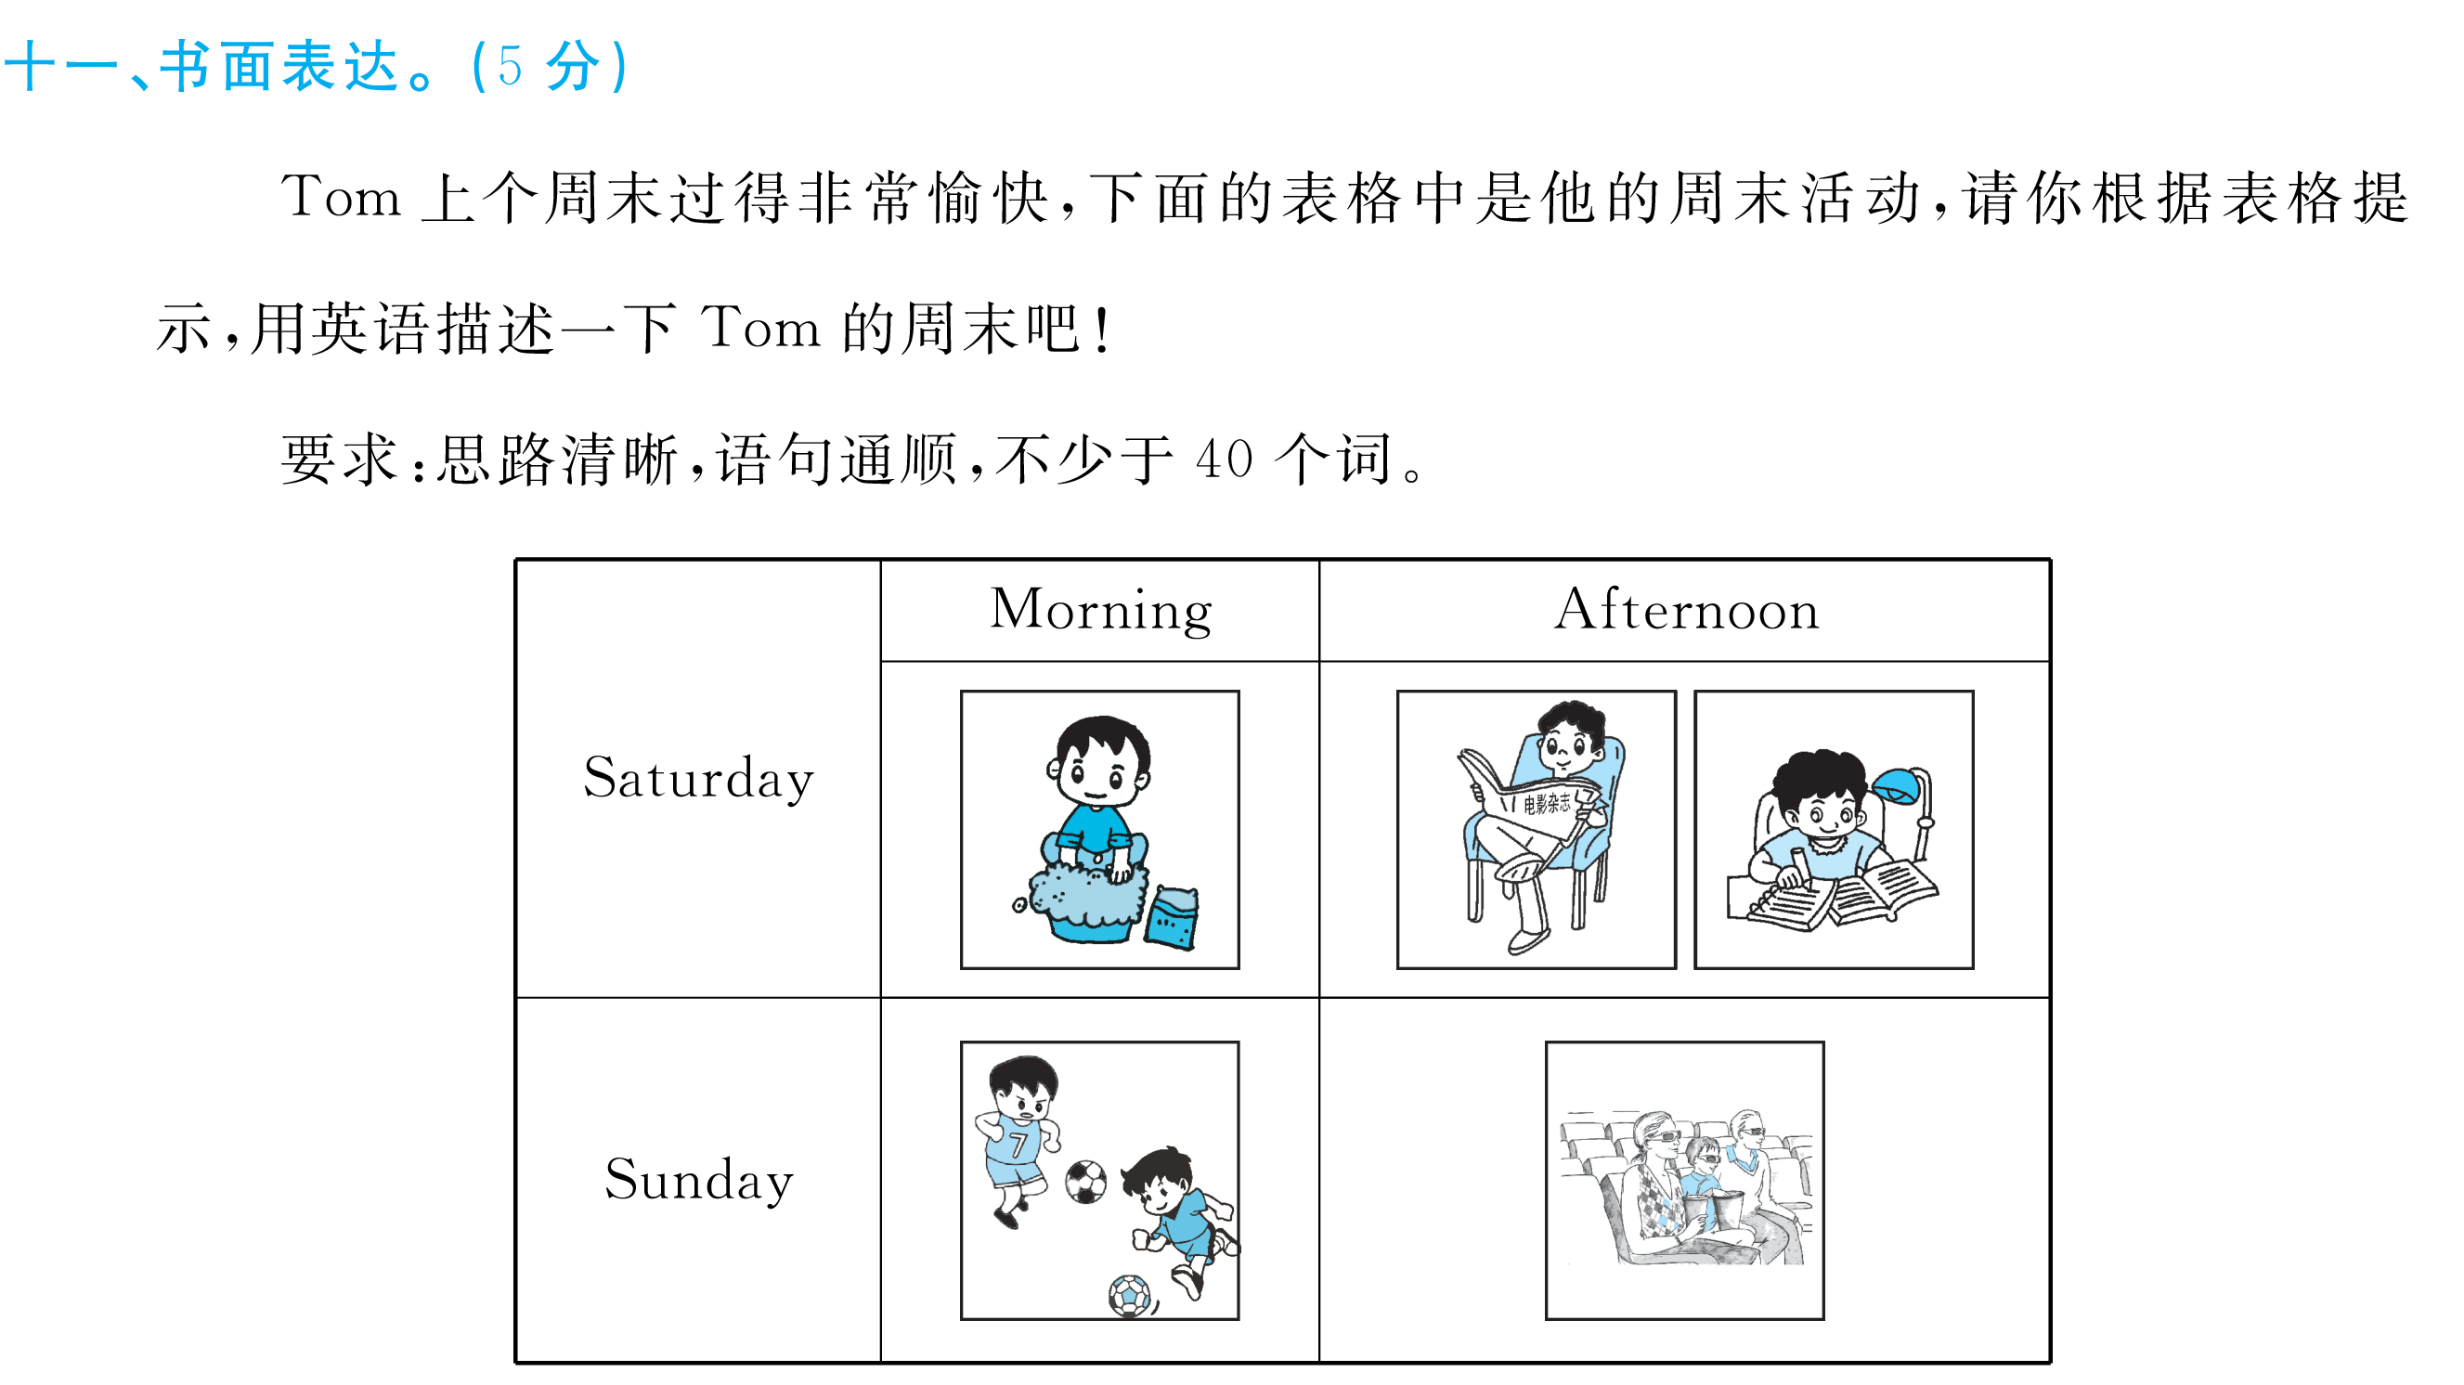 十一、书面表达。(5 分)
Tom 上个周末过得非常愉快,下面的表格中是他的周末活动,请你根据表格提
示,用英语描述一下 Tom 的周末吧!
要求:思路清晰,语句通顺,不少于 40 个词。
Morning Afternoon
Saturday
电影杂志
7
Sunday